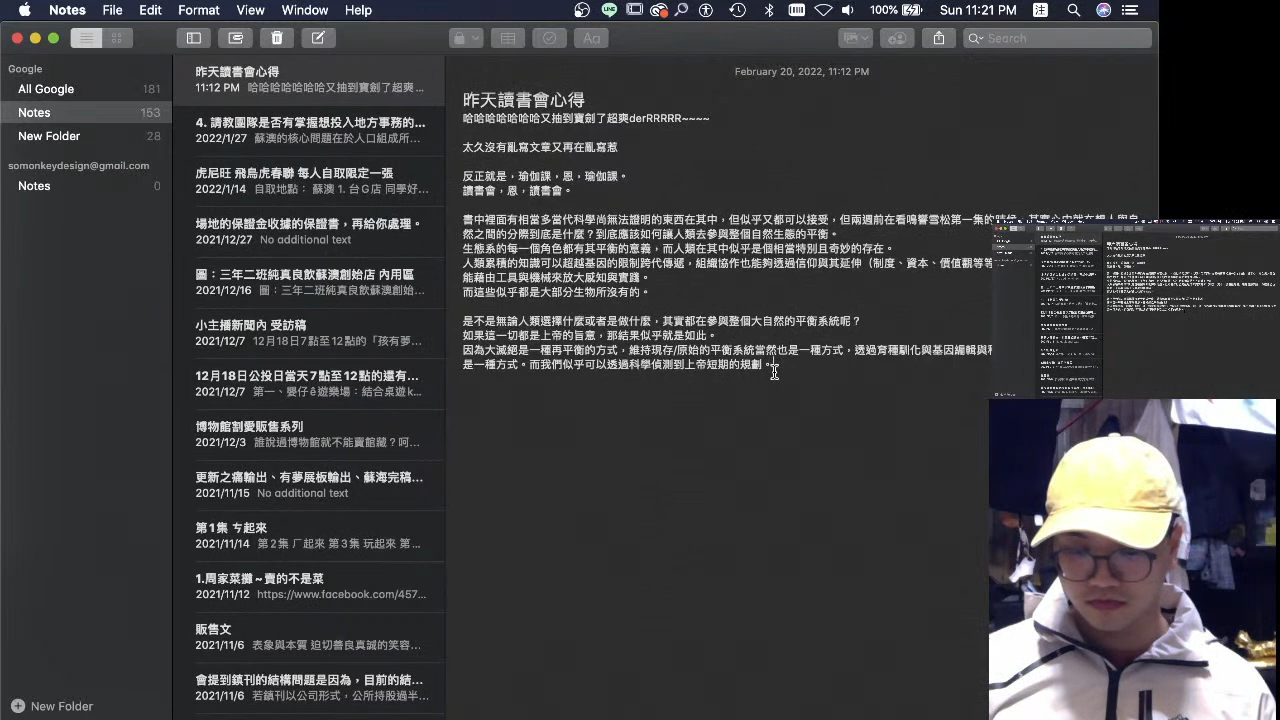 Notes File Edit Format View Window Help 100% Sun 11:21 PM 注
Search
Google
All Google 181
Notes 153
New Folder 28
somonkeydesign@gmail.com
Notes 0
New Folder
昨天讀書會心得
11:12 PM 哈哈哈哈哈哈又抽到寶劍了超爽...
4. 請教團隊是否有掌握想投入地方事務的...
2022/1/27 蘇澳的核心問題在於人口組成所...
虎尼旺 飛鳥虎春聯 每人自取限定一張
2022/1/14 自取地點： 蘇澳 1. 台G店 同學好...
場地的保證金收據的保證書，再給你處理。
2021/12/27 No additional text
圖：三年二班純真的歡蘇澳創作者共用區
2021/12/16 圖：三年二班純真的歡蘇澳創造...
小主播新聞內 受訪稿
2021/12/7 12月18日7點至12點的「孩有夢...
12月18日公投日當天7點至12點的還有...
2021/12/7 第一、嬰仔ê遊樂場：結合英遊k...
博物館割愛販售系列
2021/12/3 誰說過博物館就不能賣館藏？呵...
更新之痛輸出、有夢展板輸出、蘇海完稿...
2021/11/15 No additional text
第1集 ㄘ起來
2021/11/14 第2集 ㄏ起來 第3集 玩起來 第...
1.周家菜攤～賣的不是菜
2021/11/12 https://www.facebook.com/457...
販售文
2021/11/6 表象與本質 迫切善良真誠的笑容...
會提到鎮刊的結構問題是因為，目前的結...
2021/11/6 若鎮刊以公司形式，公所持股過半...
February 20, 2022, 11:12 PM
昨天讀書會心得
哈哈哈哈哈哈又抽到寶劍了超爽derRRRRR~~~~
太久沒有亂寫文章又再在亂寫惹
反正就是，瑜伽課，恩，瑜伽課。
讀書會，恩，讀書會。
書中裡面有相當多當代科學尚無法證明的東西在其中，但似乎又都可以接受，但兩週前在看鳴響雪松第一集的時候，其實心中就在想人與自
然之間的分際到底是什麼？到底應該如何讓人類去參與整個自然生態的平衡。
生態系的每一個角色都有其平衡的意義，而人類在其中似乎是個相當特別且奇妙的存在。
人類累積的知識可以超越基因的限制跨代傳遞，組織協作也能夠透過信仰與其延伸（制度、資本、價值觀等等
能藉由工具與機械來放大感知與實踐。
而這些似乎都是大部分生物所沒有的。
是不是無論人類選擇什麼或者是做什麼，其實都在參與整個大自然的平衡系統呢？
如果這一切都是上帝的旨意，那結果似乎就是如此。
因為大滅絕是一種再平衡的方式，維持現存/原始的平衡系統當然也是一種方式，透過育種馴化與基因編輯與
是一種方式。而我們似乎可以透過科學偵測到上帝短期的規劃。